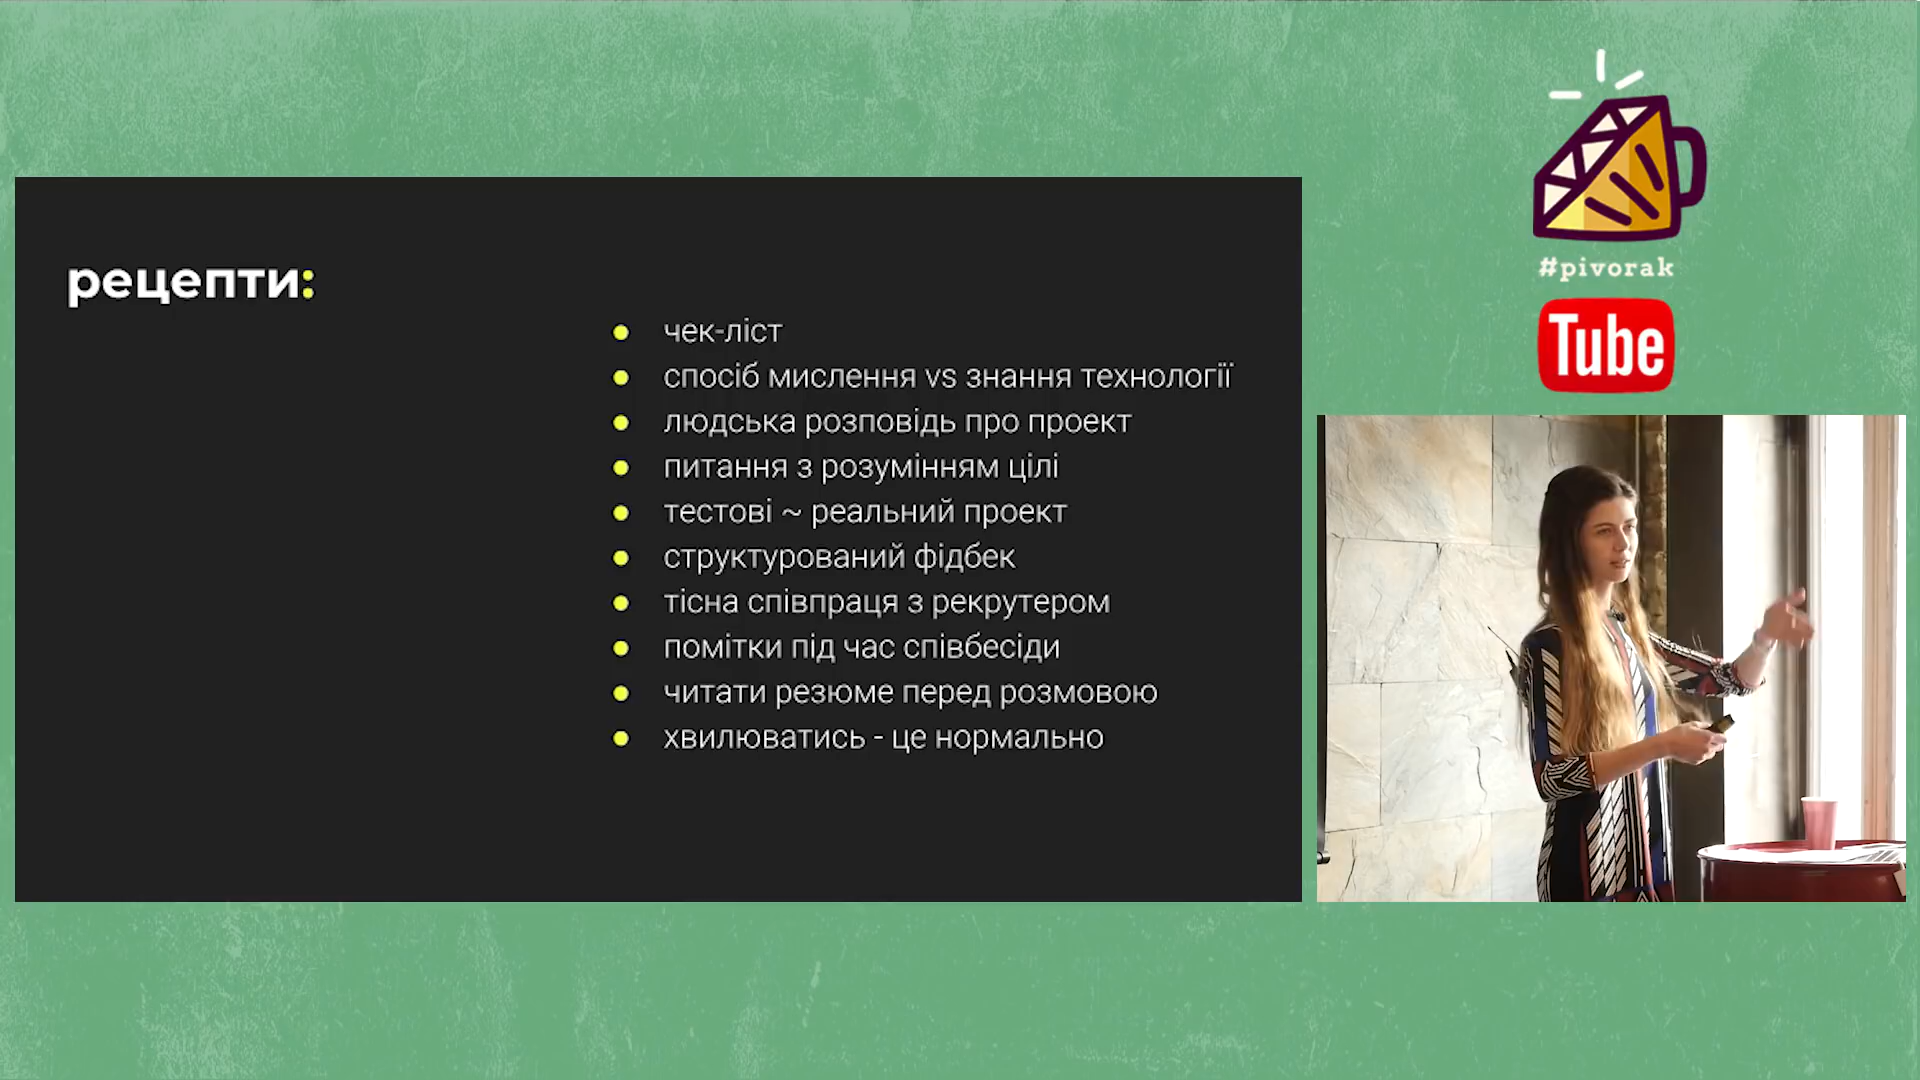 рецепти:
чек-ліст
спосіб мислення vs знання технології
людська розповідь про проект
питання з розумінням цілі
тестові ~ реальний проект
структурований фідбек
тісна співпраця з рекрутером
помітки під час співбесіди
читати резюме перед розмовою
хвилюватись - це нормально
#pivorak
Tube